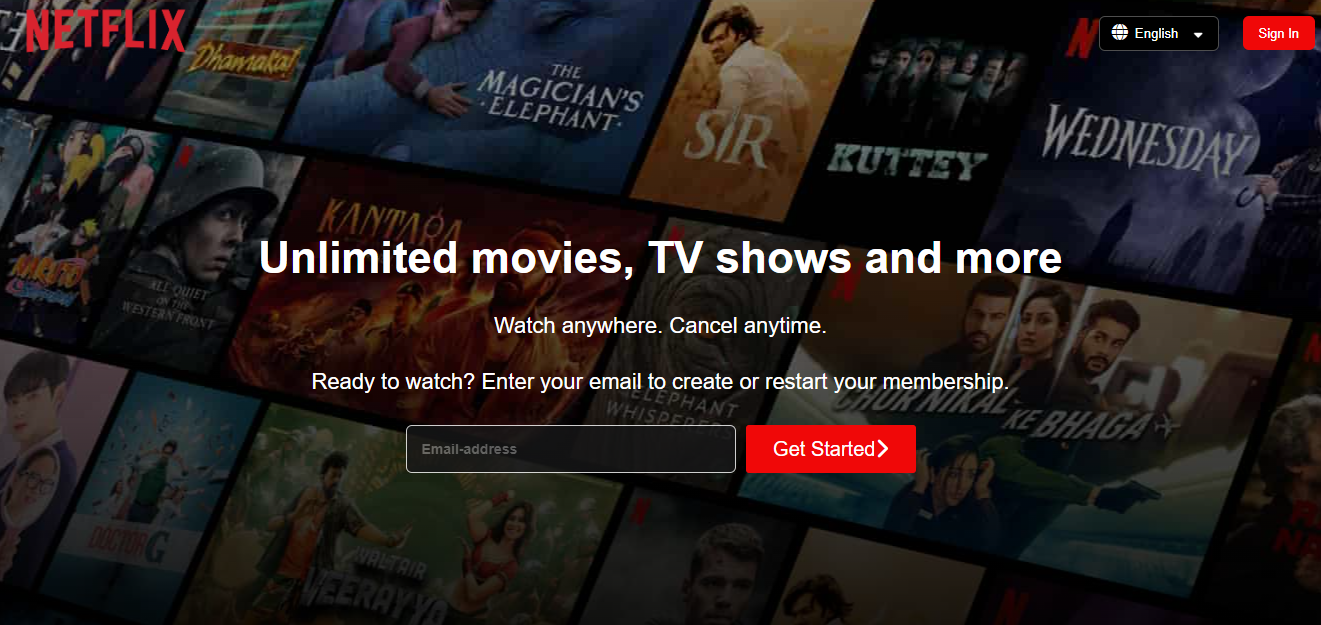 NETFLIX
English
Sign In
Dhamaka!
THE
MAGICIAN'S
ELEPHANT
SIR
KUTTEY
WEDNESDAY
NARUTO
ALL QUIET
ON THE
WESTERN FRONT
KANTARA
Unlimited movies, TV shows and more
Watch anywhere. Cancel anytime.
Ready to watch? Enter your email to create or restart your membership.
ELEPHANT
WHISPERERS
CHOR NIKAL
KE BHAGA
Email-address
Get Started
DOCTOR G
WALTAIR
VEERAYYA